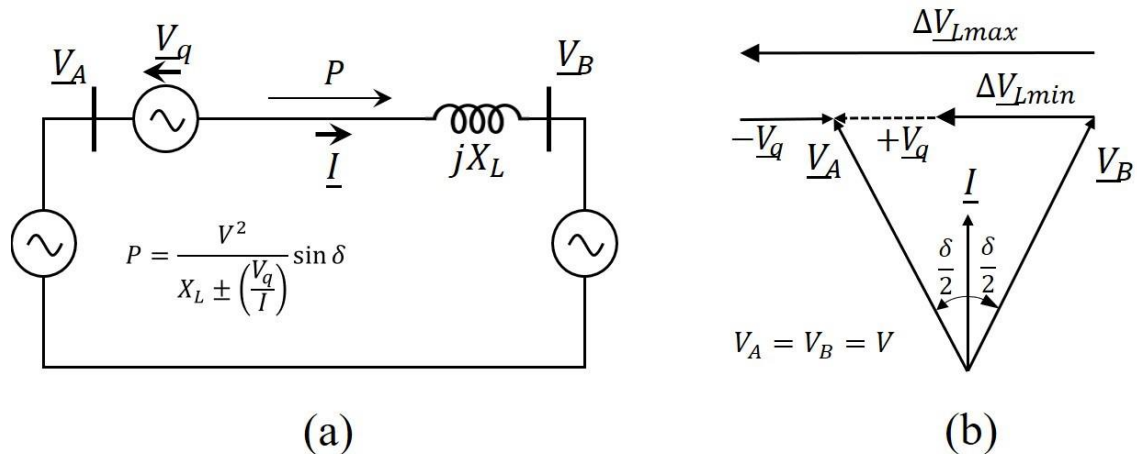 V_q
V_A
P
V_B
I
jX_L
P = V^2 / (X_L ± (V_q / I)) sin δ
(a)
ΔV_Lmax
ΔV_Lmin
−V_q
V_A
+V_q
V_B
I
δ/2
δ/2
V_A = V_B = V
(b)